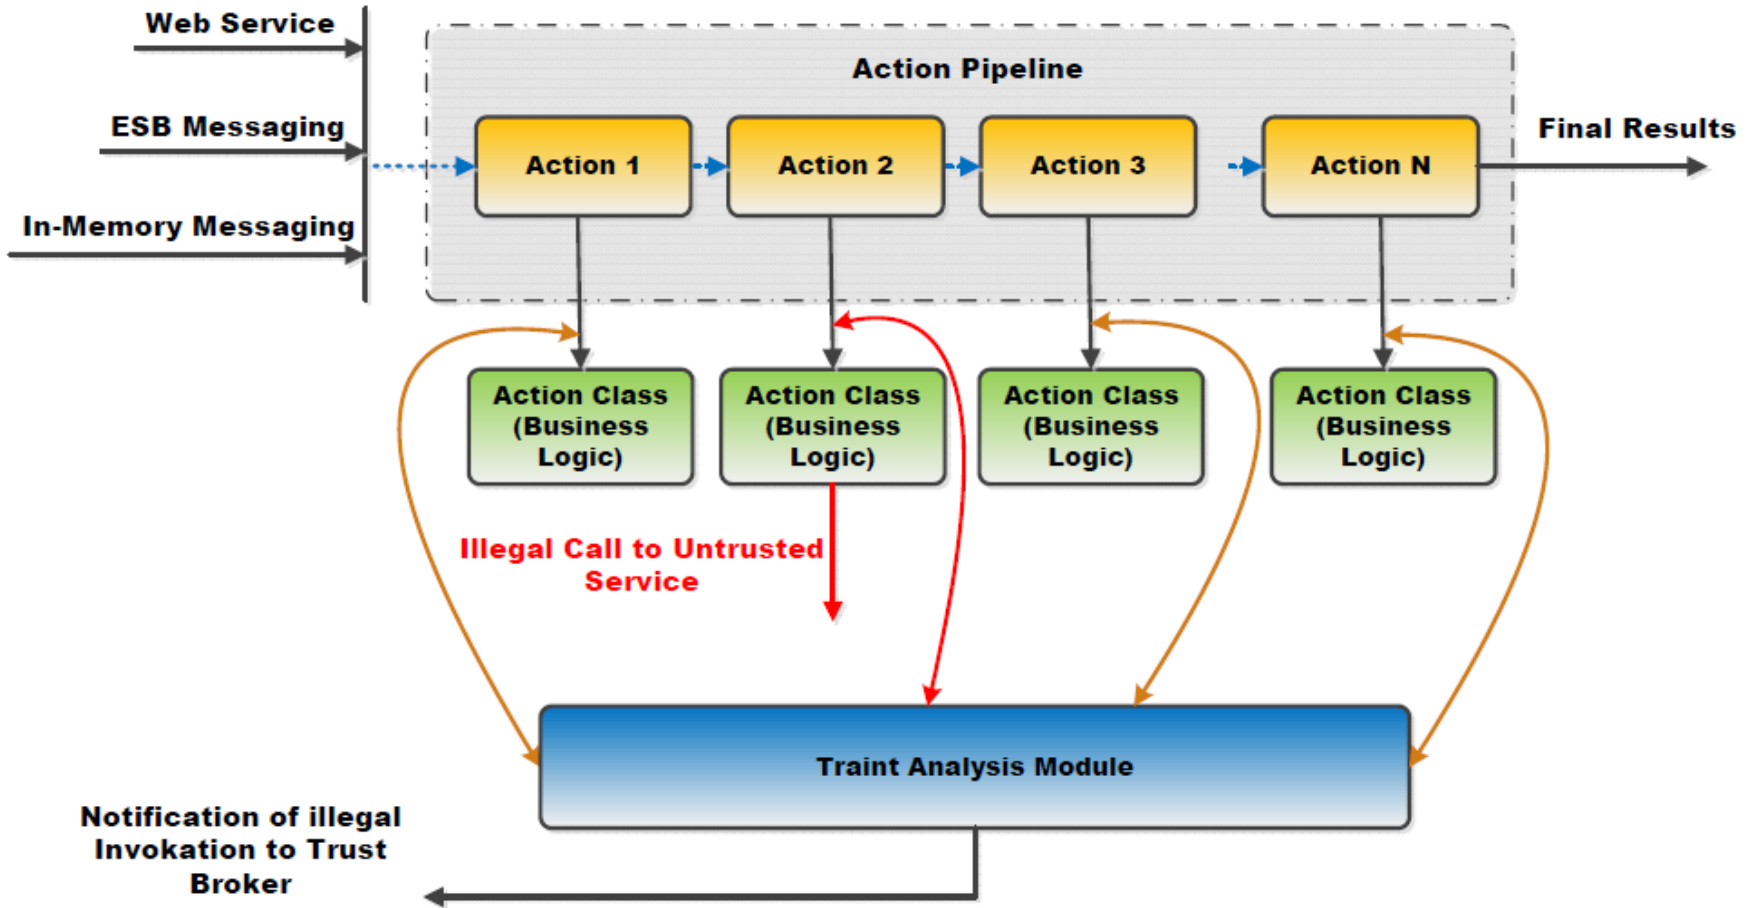 Web Service
ESB Messaging
In-Memory Messaging
Action Pipeline
Action 1
Action 2
Action 3
Action N
Final Results
Action Class
(Business
Logic)
Action Class
(Business
Logic)
Action Class
(Business
Logic)
Action Class
(Business
Logic)
Illegal Call to Untrusted
Service
Traint Analysis Module
Notification of illegal
Invokation to Trust
Broker